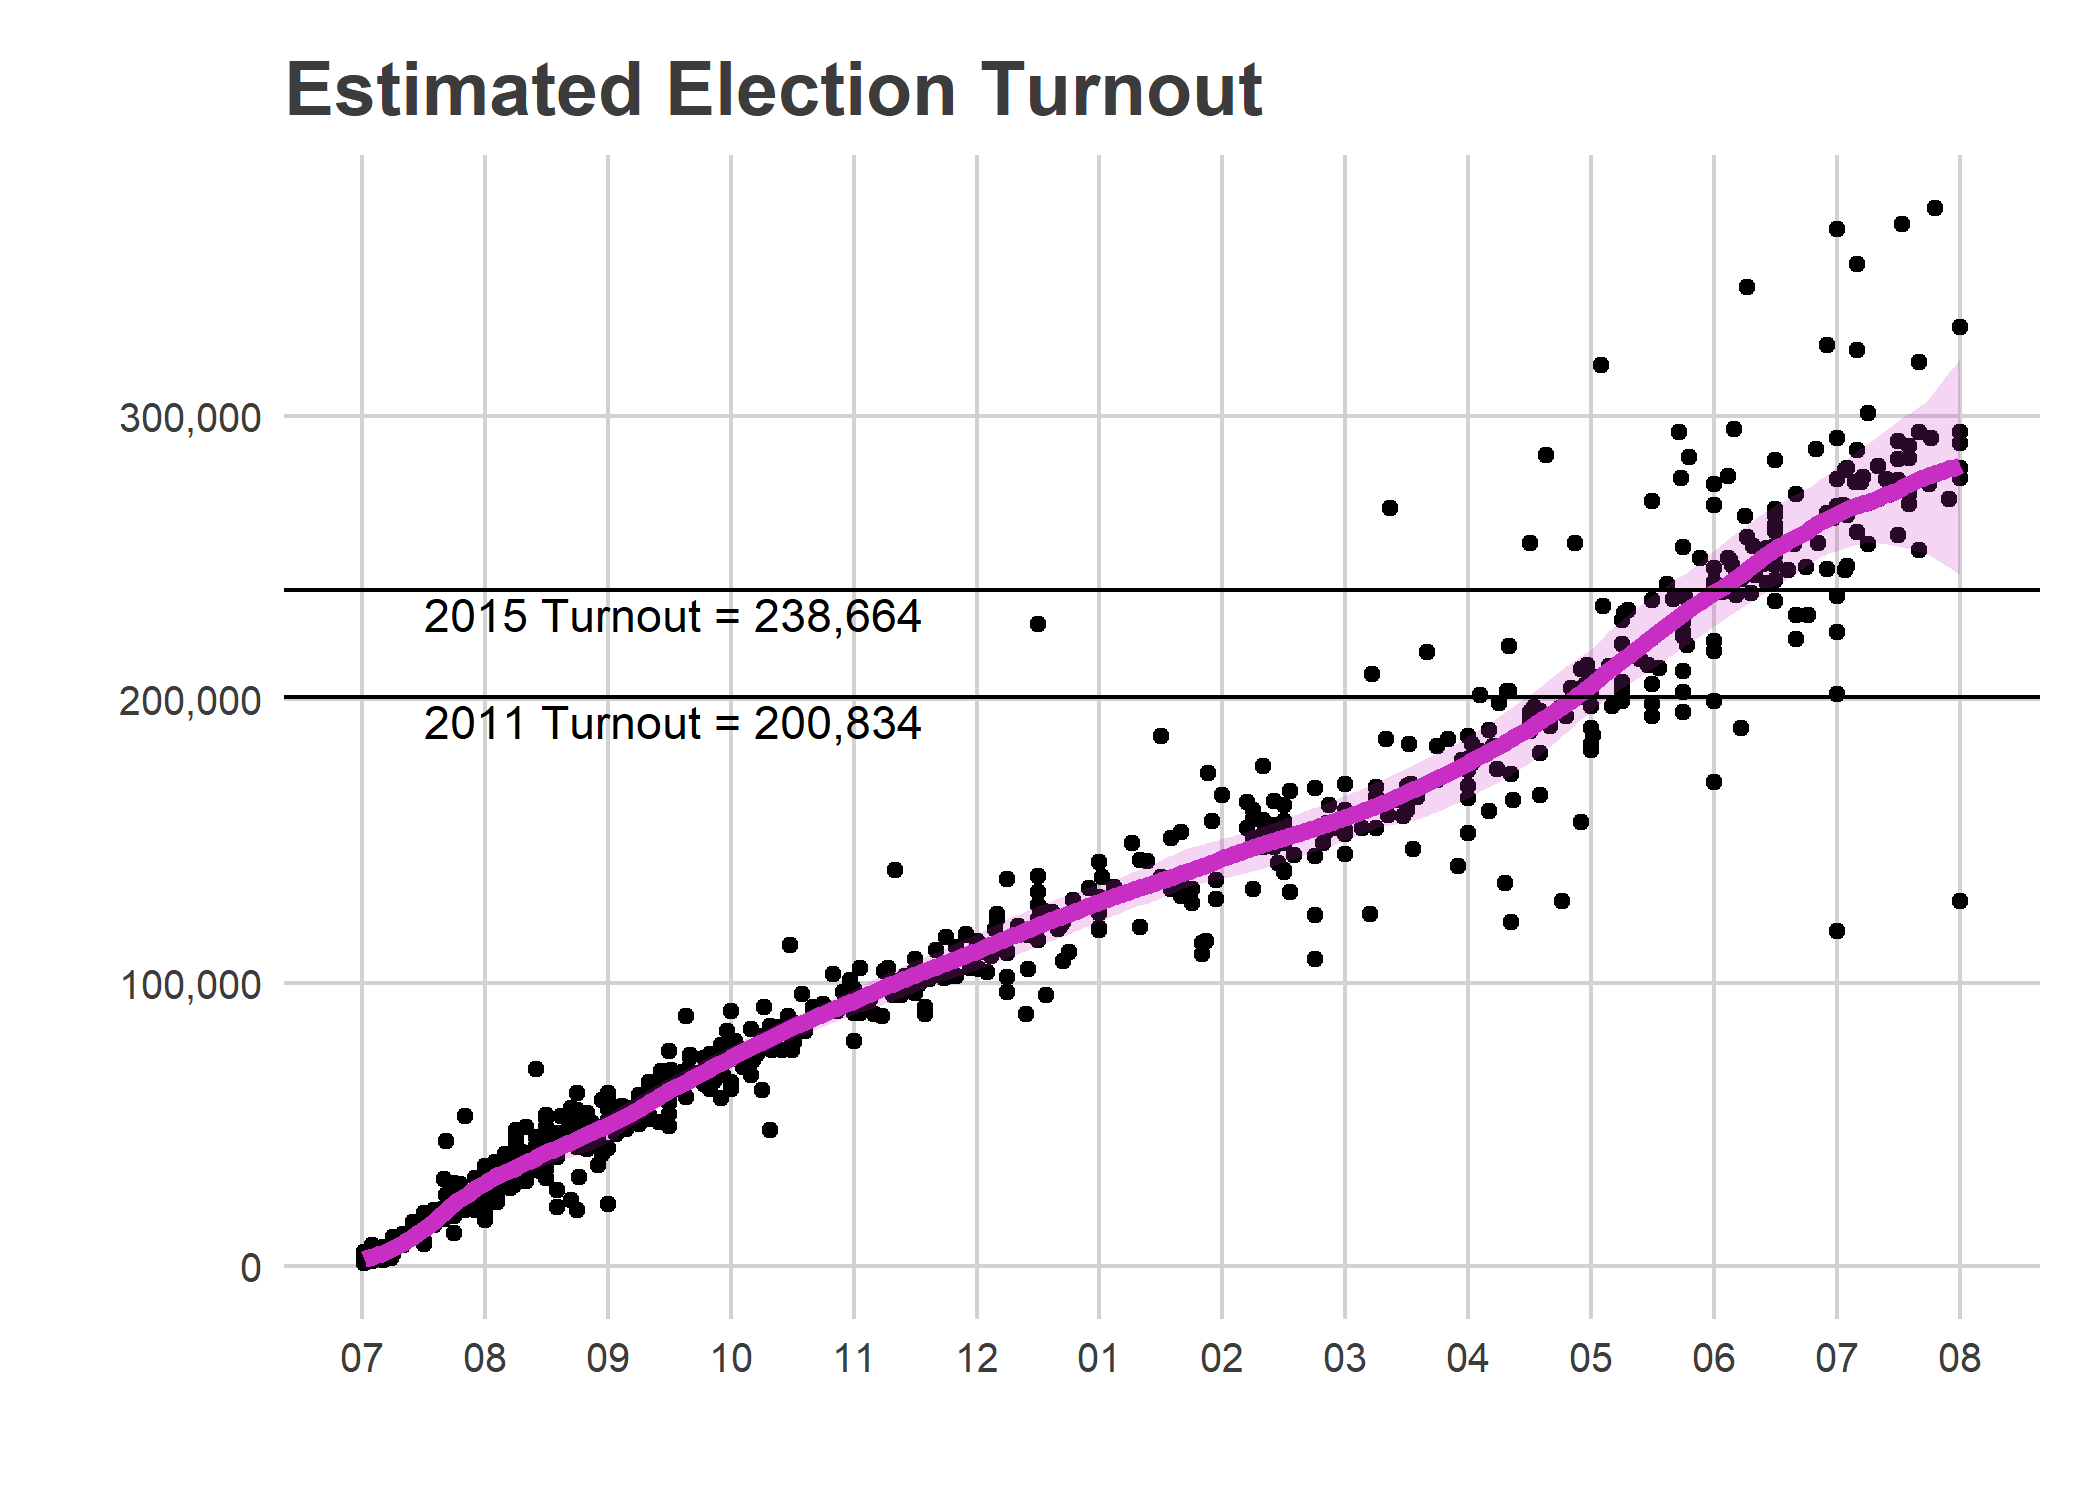 Estimated Election Turnout
300,000
2015 Turnout = 238,664
200,000
2011 Turnout = 200,834
100,000
0
07 08 09 10 11 12 01 02 03 04 05 06 07 08